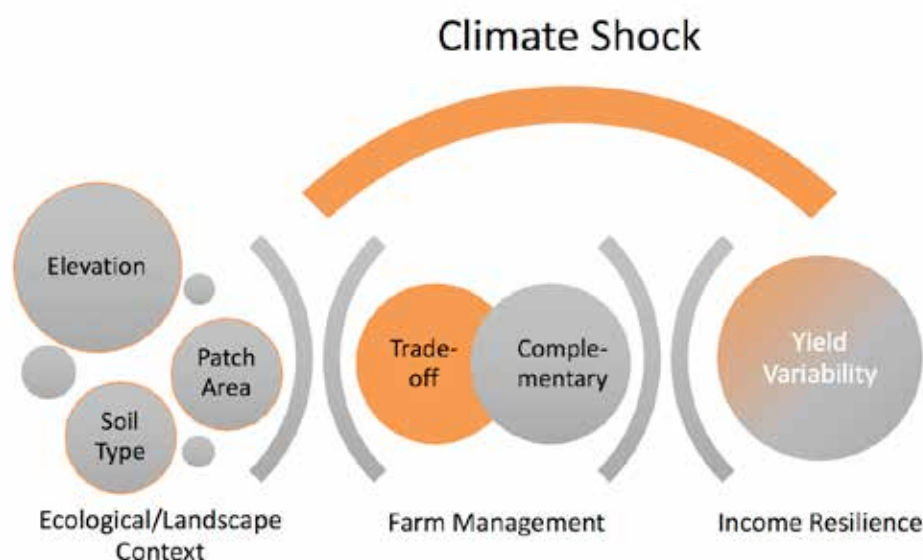 Climate Shock
Elevation
Patch
Area
Soil
Type
Trade-
off
Comple-
mentary
Yield
Variability
Ecological/Landscape
Context
Farm Management
Income Resilience